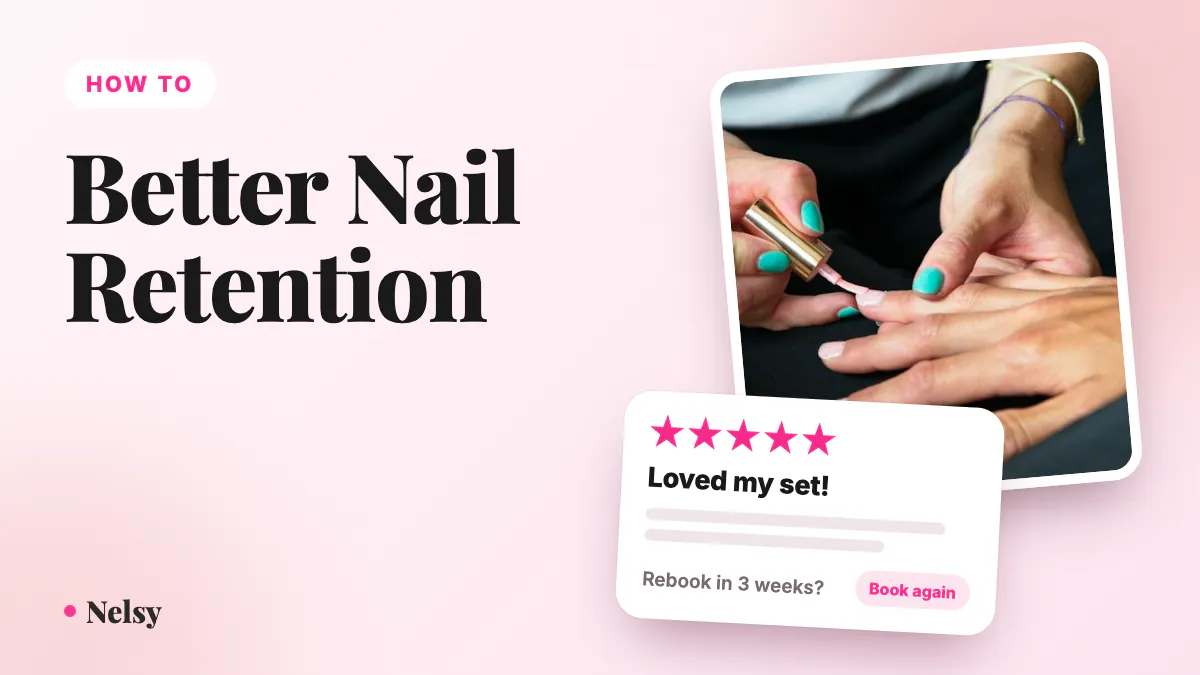 HOW TO
Better Nail
Retention
Loved my set!
Rebook in 3 weeks?
Book again
Nelsy